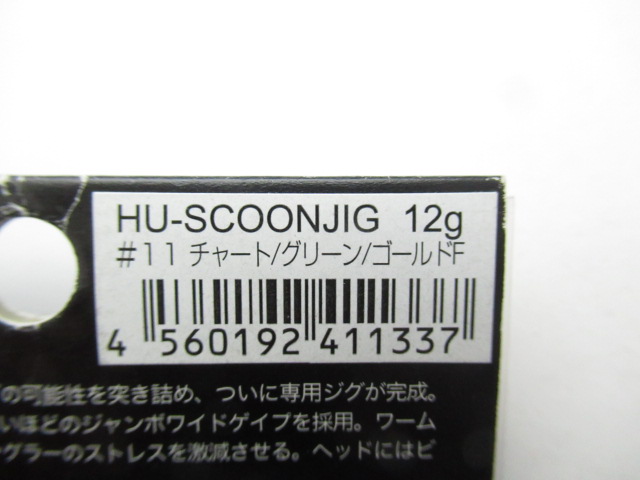 HU-SCOONJIG 12g
#11 チャート/グリーン/ゴールドF
4 560192 411337
の可能性を突き詰め、ついに専用ジグが完成。
いほどのジャンボワイドゲイプを採用。ワーム
グラーのストレスを激減させる。ヘッドにはビ